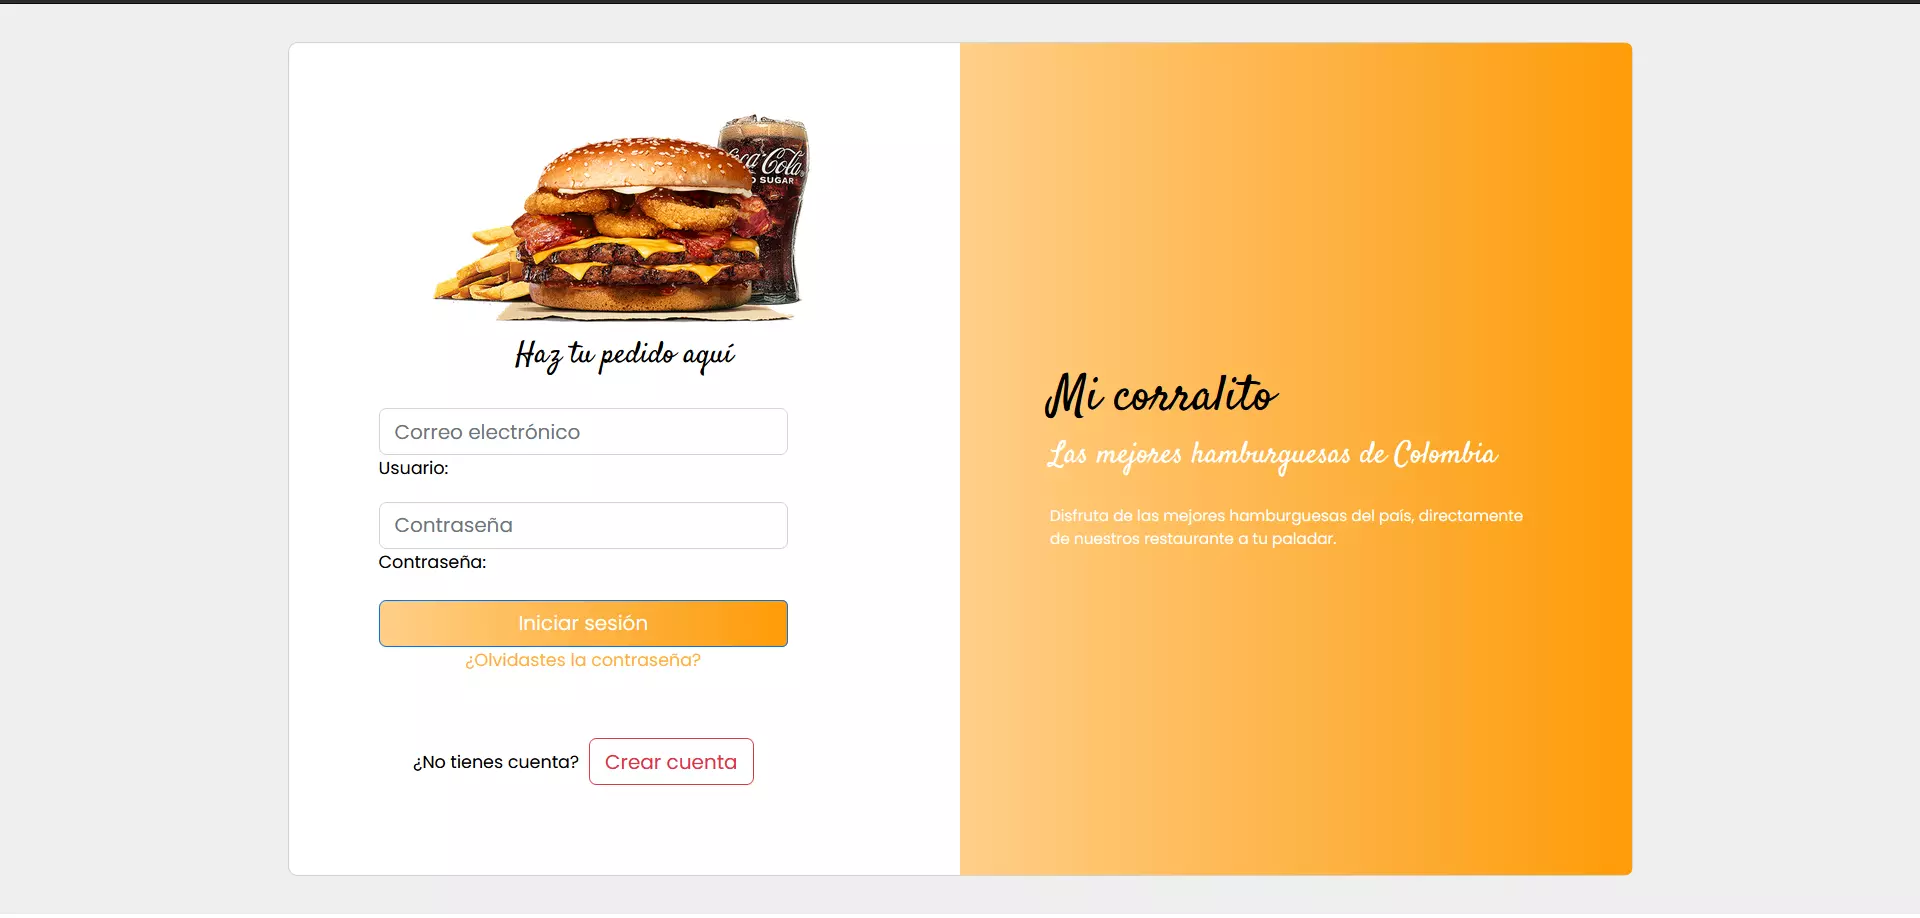 Coca-Cola
SUGAR
Haz tu pedido aquí
Correo electrónico
Usuario:
Contraseña
Contraseña:
Iniciar sesión
¿Olvidastes la contraseña?
¿No tienes cuenta?
Crear cuenta
Mi corralito
Las mejores hamburguesas de Colombia
Disfruta de las mejores hamburguesas del país, directamente
de nuestros restaurante a tu paladar.